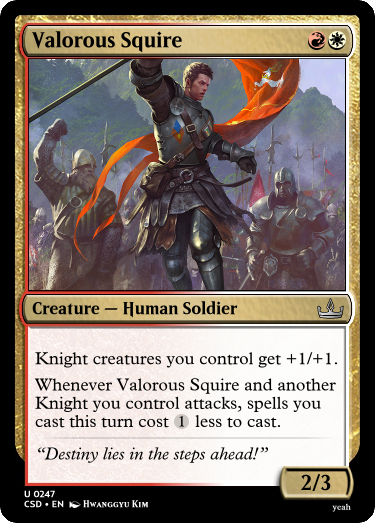 Valorous Squire
Creature — Human Soldier
Knight creatures you control get +1/+1.
Whenever Valorous Squire and another
Knight you control attacks, spells you
cast this turn cost 1 less to cast.
“Destiny lies in the steps ahead!”
2/3
U 0247
CSD • EN Hwanggyu Kim
yeah